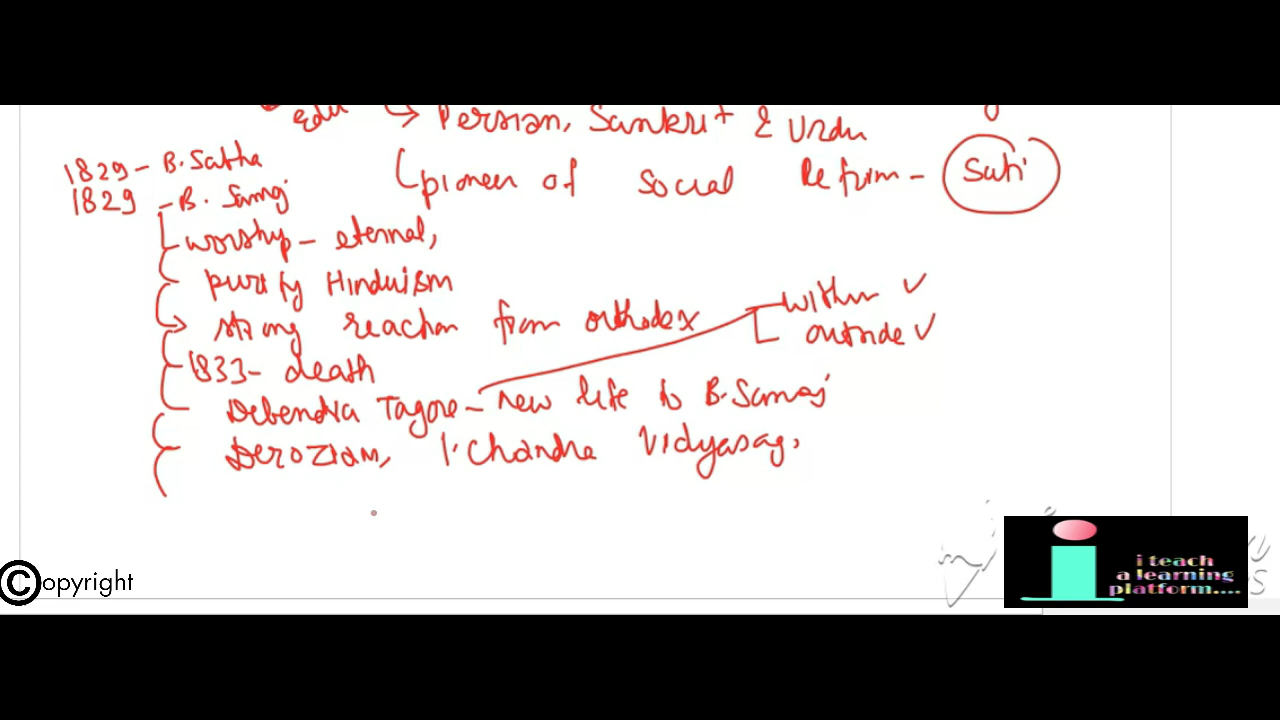 Edu → Persian, Sanskrit & Urdu
1829 - B. Sabha
pioneer of social Reform - Sati
1829 - B. Samaj
worship - eternal,
purify Hinduism
strong reaction from orthodox
within ✓
outside ✓
1833 - death
Debendra Tagore - new life to B. Samaj
Derozian, I. Chandra Vidyasag.
Copyright
i teach
a learning
platform....